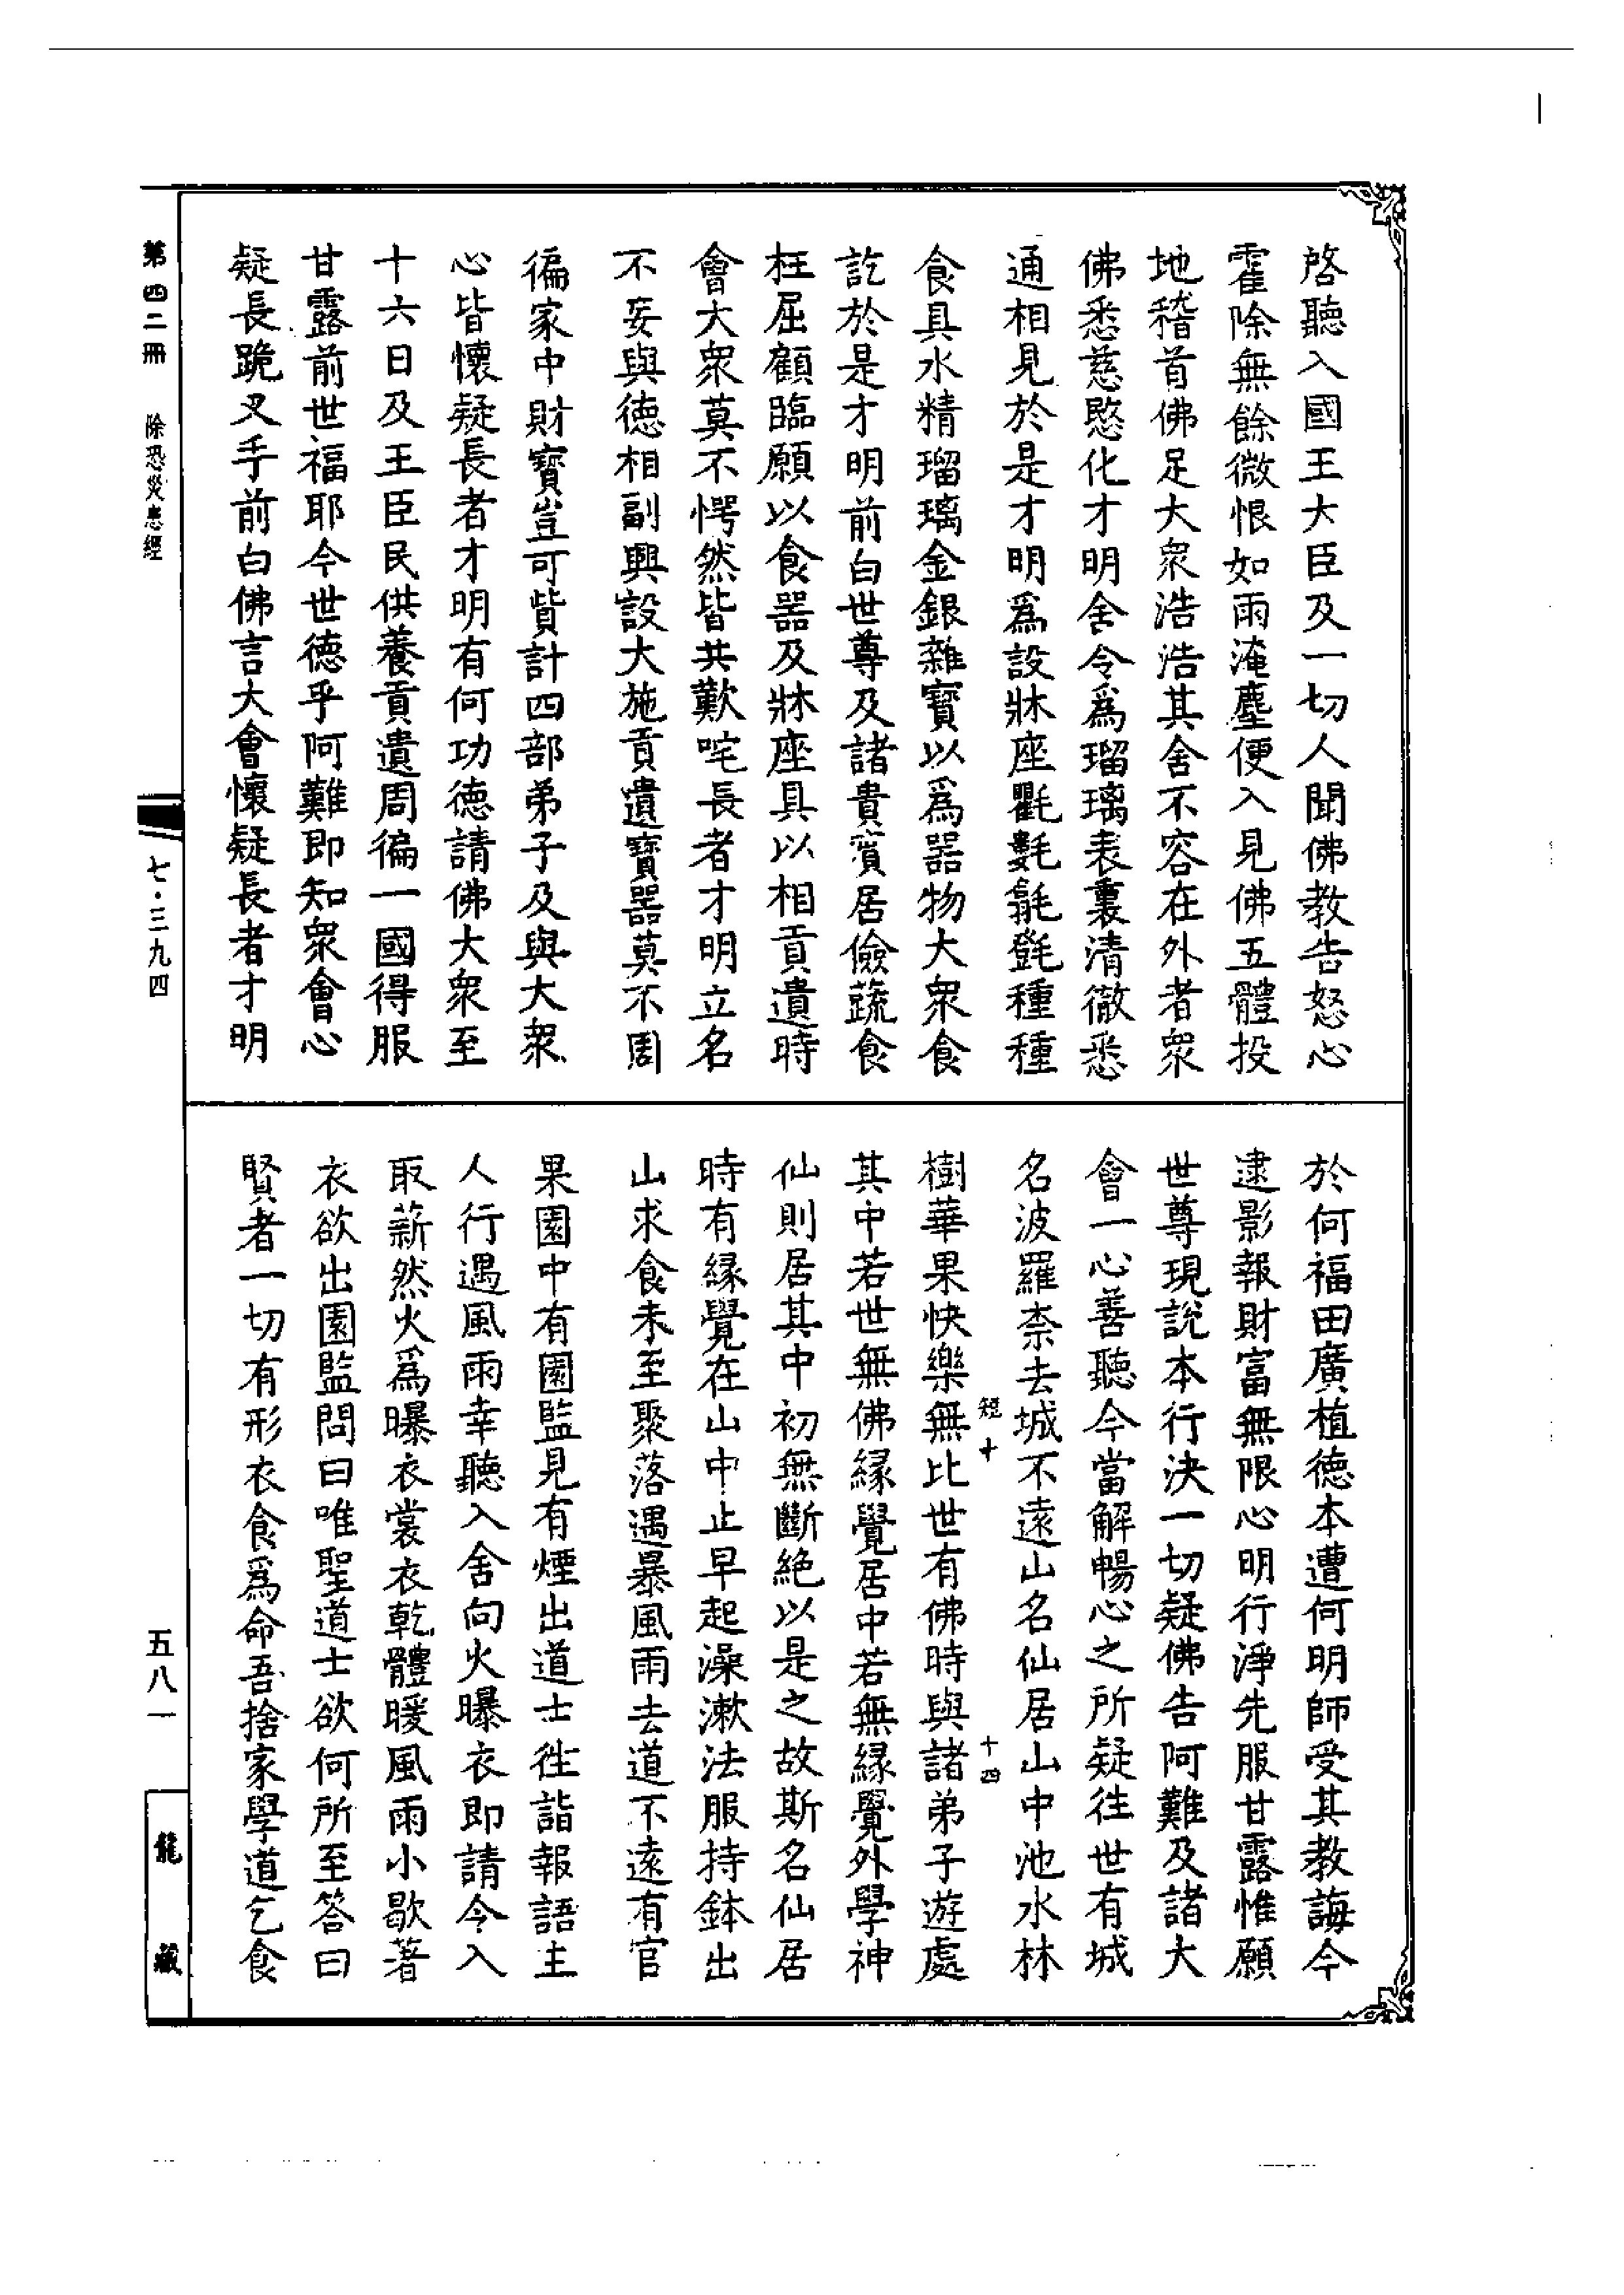 啓聽入國王大臣及一切人聞佛教告怒心
霍除無餘微恨如雨淹塵便入見佛五體投
地稽首佛足大衆浩浩其舍不容在外者衆
佛悉慈愍化才明舍令爲瑠璃表裏清徹悉
通相見於是才明爲設牀座氍毹㲪㲪種種
食具水精瑠璃金銀雜寶以爲器物大衆食
訖於是才明前白世尊及諸貴賓居儉蔬食
枉屈顧臨願以食器及牀座具以相貢遺時
會大衆莫不愕然皆共歎咤長者才明立名
不妄與德相副興設大施貢遺寶器莫不周
徧家中財寶豈可貲計四部弟子及與大衆
心皆懷疑長者才明有何功德請佛大衆至
十六日及王臣民供養貢遺周徧一國得服
甘露前世福耶今世德乎阿難即知衆會心
疑長跪叉手前白佛言大會懷疑長者才明
於何福田廣植德本遭何明師受其教誨今
逮影報財富無限心明行淨先服甘露惟願
世尊現說本行決一切疑佛告阿難及諸大
會一心善聽今當解暢心之所疑往世有城
名波羅柰去城不遠山名仙居山中池水林
樹華果快樂無比世有佛時與諸弟子遊處
短十 十四
其中若世無佛緣覺居中若無緣覺外學神
仙則居其中初無斷絕以是之故斯名仙居
時有緣覺在山中止早起澡漱法服持鉢出
山求食未至聚落遇暴風雨去道不遠有官
果園中有園監見有煙出道士往詣報語主
人行遇風雨幸聽入舍向火曝衣即請令入
取薪然火爲曝衣裳衣乾體暖風雨小歇著
衣欲出園監問曰唯聖道士欲何所至答曰
賢者一切有形衣食爲命吾捨家學道乞食
第四二冊 除恐災患經
七·三九四
五八一
龍藏